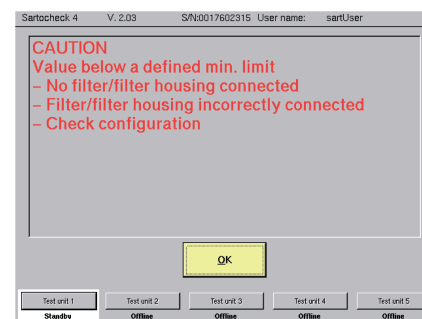 Sartocheck 4 V. 2.03 S/N:0017602315 User name: sartUser
CAUTION
Value below a defined min. limit
– No filter/filter housing connected
– Filter/filter housing incorrectly connected
– Check configuration
OK
Test unit 1 Test unit 2 Test unit 3 Test unit 4 Test unit 5
Standby Offline Offline Offline Offline